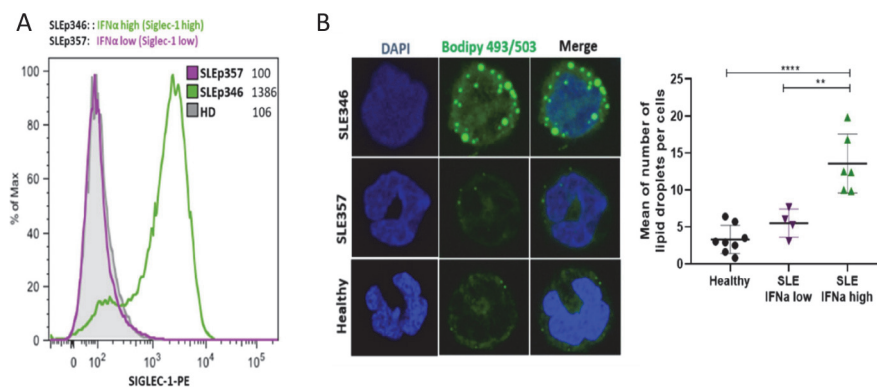 A
SLEp346: : IFNα high (Siglec-1 high)
SLEp357: IFNα low (Siglec-1 low)
% of Max
100
80
60
40
20
0
SLEp357 100
SLEp346 1386
HD 106
0 10² 10³ 10⁴ 10⁵
SIGLEC-1-PE
B
DAPI Bodipy 493/503 Merge
SLE346
SLE357
Healthy
Mean of number of
lipid droplets per cells
25
20
15
10
5
0
****
**
Healthy SLE SLE
IFNa low IFNa high